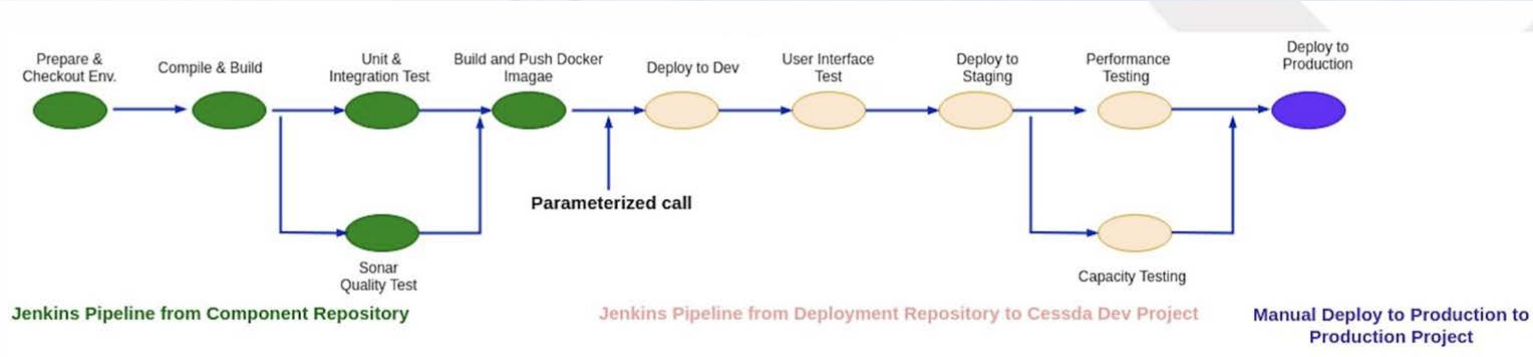 Prepare &
Checkout Env.
Compile & Build
Unit &
Integration Test
Build and Push Docker
Imagae
Deploy to Dev
User Interface
Test
Deploy to
Staging
Performance
Testing
Deploy to
Production
Parameterized call
Sonar
Quality Test
Capacity Testing
Jenkins Pipeline from Component Repository
Jenkins Pipeline from Deployment Repository to Cessda Dev Project
Manual Deploy to Production to
Production Project